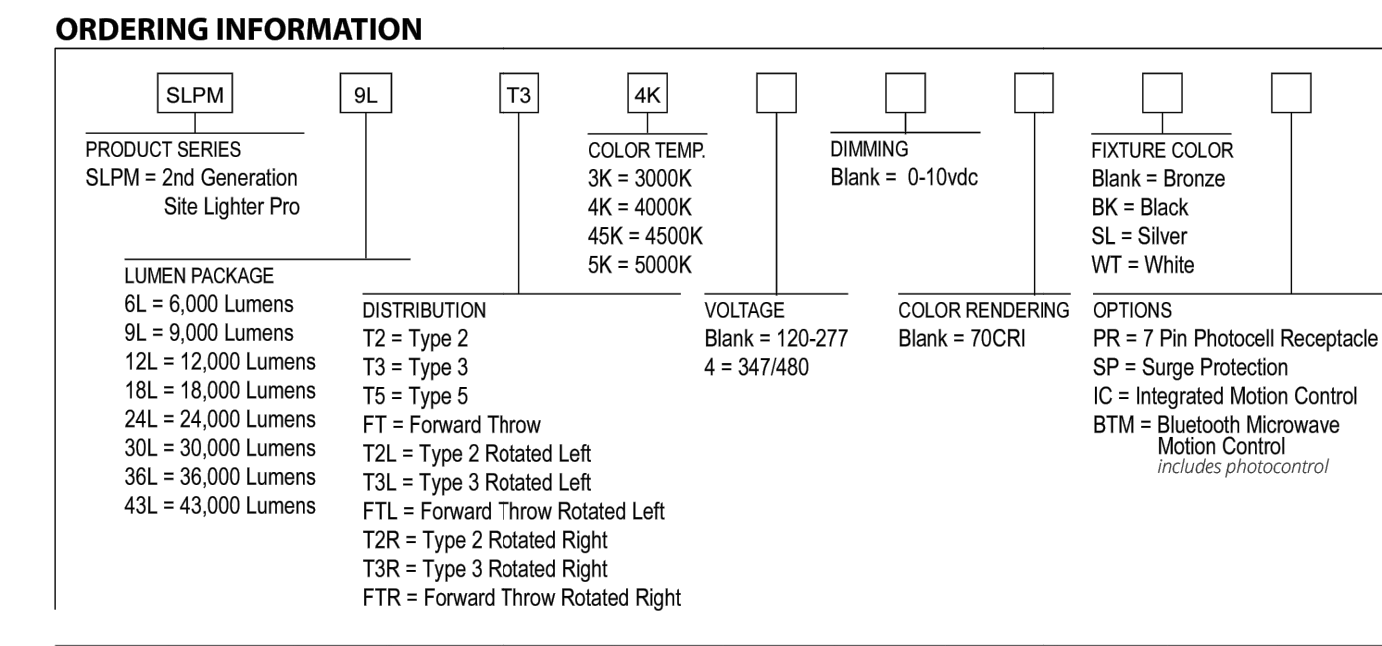 ORDERING INFORMATION
SLPM
9L
T3
4K
PRODUCT SERIES
SLPM = 2nd Generation
Site Lighter Pro
LUMEN PACKAGE
6L = 6,000 Lumens
9L = 9,000 Lumens
12L = 12,000 Lumens
18L = 18,000 Lumens
24L = 24,000 Lumens
30L = 30,000 Lumens
36L = 36,000 Lumens
43L = 43,000 Lumens
DISTRIBUTION
T2 = Type 2
T3 = Type 3
T5 = Type 5
FT = Forward Throw
T2L = Type 2 Rotated Left
T3L = Type 3 Rotated Left
FTL = Forward Throw Rotated Left
T2R = Type 2 Rotated Right
T3R = Type 3 Rotated Right
FTR = Forward Throw Rotated Right
COLOR TEMP.
3K = 3000K
4K = 4000K
45K = 4500K
5K = 5000K
VOLTAGE
Blank = 120-277
4 = 347/480
DIMMING
Blank = 0-10vdc
COLOR RENDERING
Blank = 70CRI
FIXTURE COLOR
Blank = Bronze
BK = Black
SL = Silver
WT = White
OPTIONS
PR = 7 Pin Photocell Receptacle
SP = Surge Protection
IC = Integrated Motion Control
BTM = Bluetooth Microwave
Motion Control
includes photocontrol